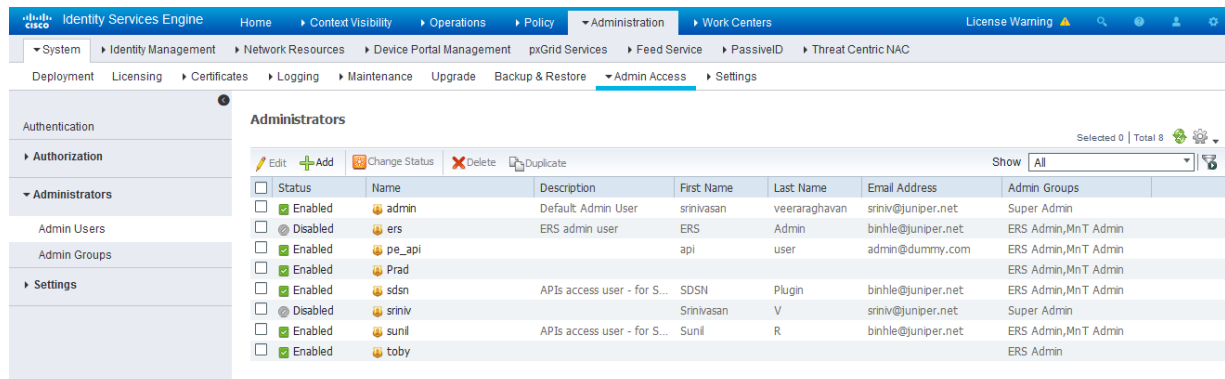 CISCO Identity Services Engine Home Context Visibility Operations Policy Administration Work Centers License Warning
System Identity Management Network Resources Device Portal Management pxGrid Services Feed Service PassiveID Threat Centric NAC
Deployment Licensing Certificates Logging Maintenance Upgrade Backup & Restore Admin Access Settings
Authentication
Authorization
Administrators
Admin Users
Admin Groups
Settings
Administrators
Selected 0 | Total 8
Edit Add Change Status Delete Duplicate Show All
Status Name Description First Name Last Name Email Address Admin Groups
Enabled admin Default Admin User srinivasan veeraraghavan sriniv@juniper.net Super Admin
Disabled ers ERS admin user ERS Admin binhle@juniper.net ERS Admin,MnT Admin
Enabled pe_api api user admin@dummy.com ERS Admin,MnT Admin
Enabled Prad ERS Admin,MnT Admin
Enabled sdsn APIs access user - for S... SDSN Plugin binhle@juniper.net ERS Admin,MnT Admin
Disabled sriniv Srinivasan V sriniv@juniper.net Super Admin
Enabled sunil APIs access user - for S... Sunil R binhle@juniper.net ERS Admin,MnT Admin
Enabled toby ERS Admin